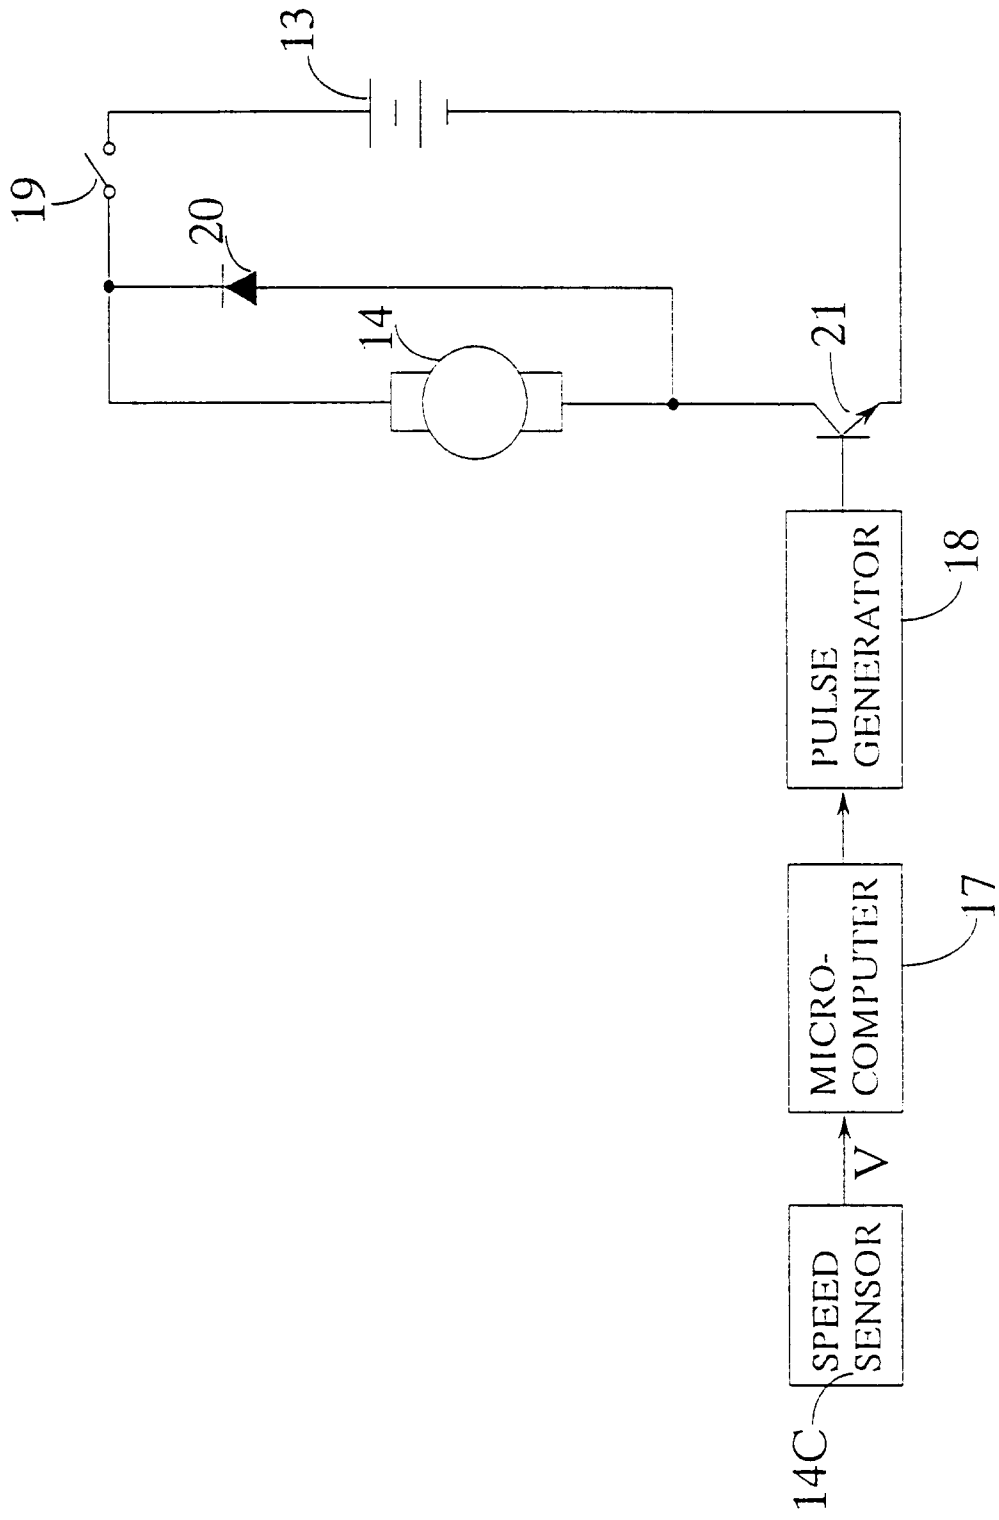 14C
SPEED
SENSOR
V
MICRO-
COMPUTER
17
PULSE
GENERATOR
18
21
14
20
19
13